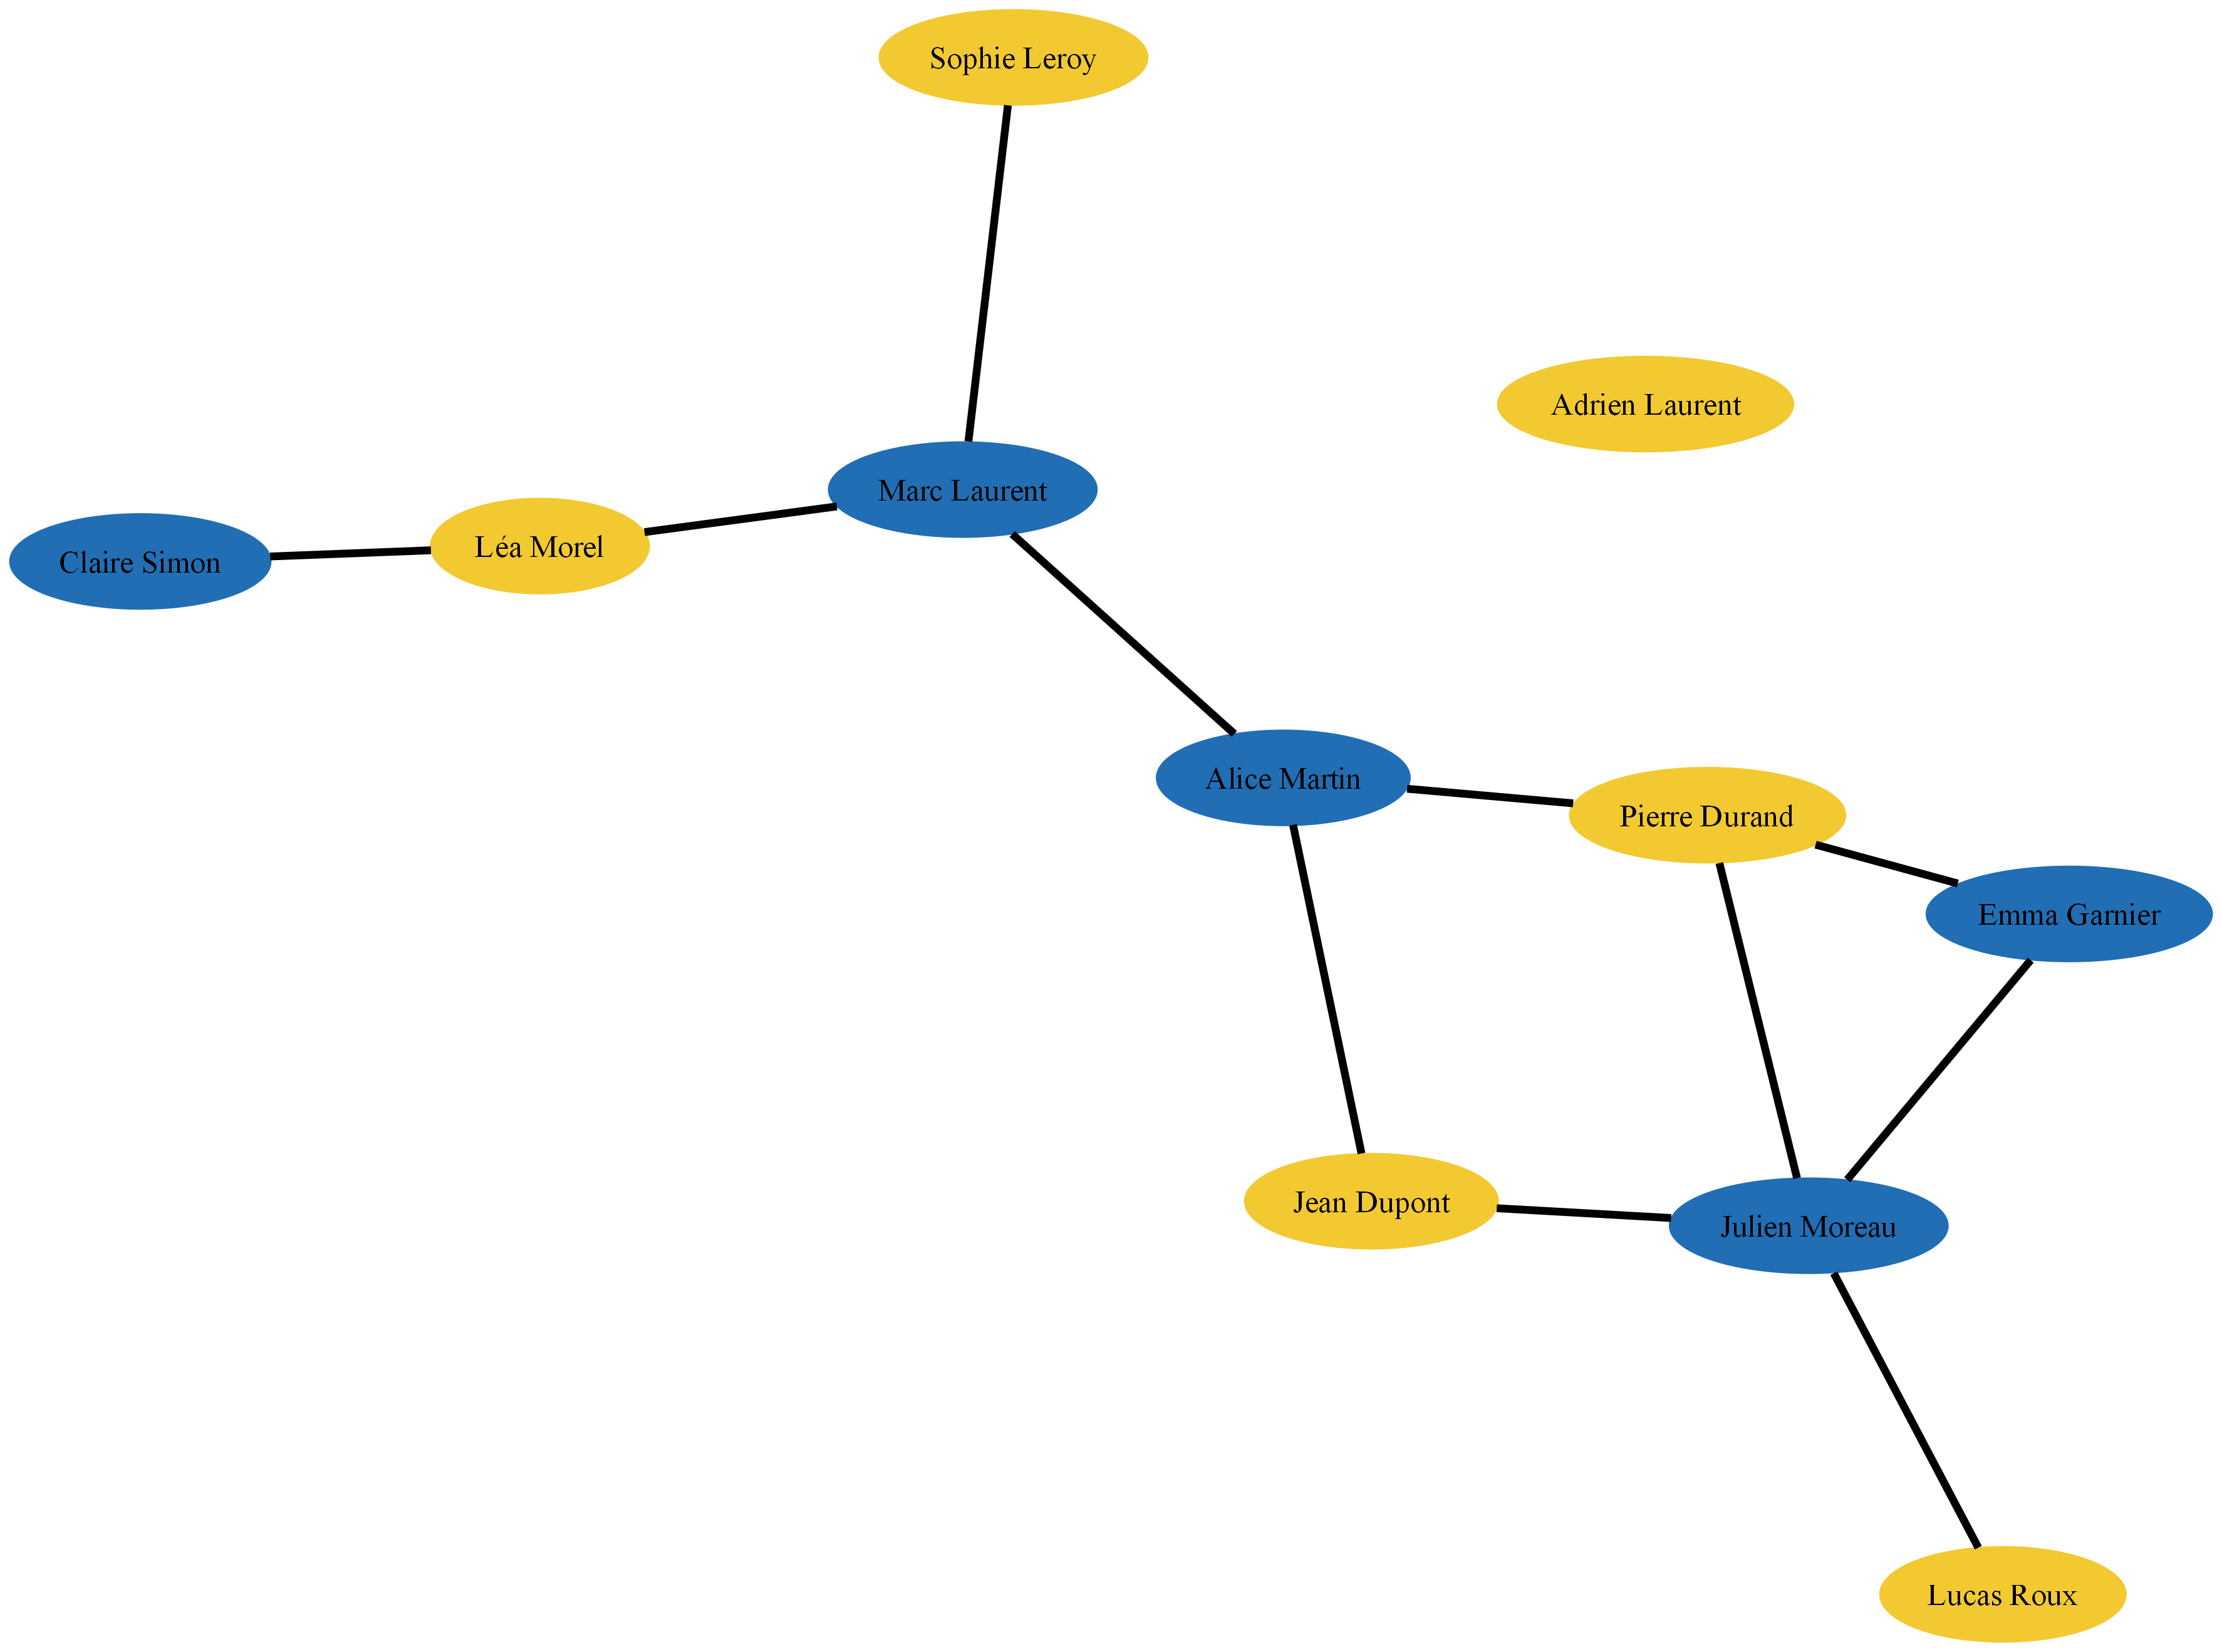 Sophie Leroy
Adrien Laurent
Marc Laurent
Léa Morel
Claire Simon
Alice Martin
Pierre Durand
Emma Garnier
Jean Dupont
Julien Moreau
Lucas Roux